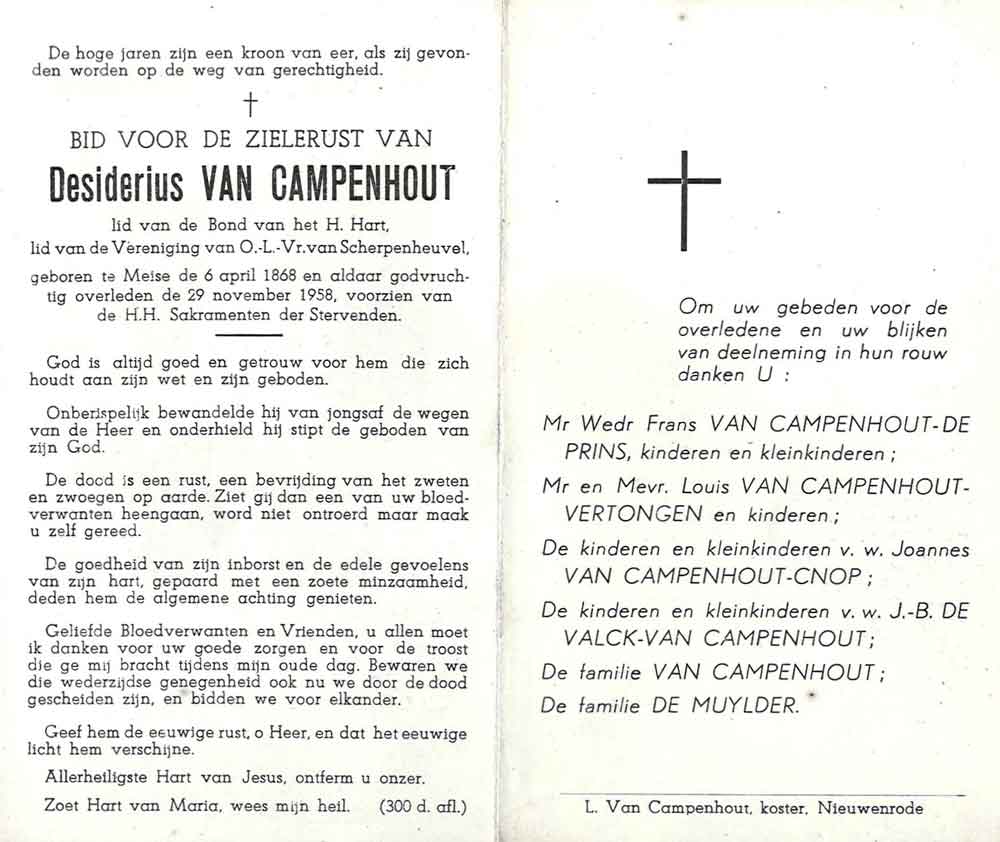 De hoge jaren zijn een kroon van eer, als zij gevon-
den worden op de weg van gerechtigheid.
BID VOOR DE ZIELERUST VAN
Desiderius VAN CAMPENHOUT
lid van de Bond van het H. Hart,
lid van de Vereniging van O.-L.-Vr. van Scherpenheuvel,
geboren te Meise de 6 april 1868 en aldaar godvruch-
tig overleden de 29 november 1958, voorzien van
de H.H. Sakramenten der Stervenden.
God is altijd goed en getrouw voor hem die zich
houdt aan zijn wet en zijn geboden.
Onberispelijk bewandelde hij van jongsaf de wegen
van de Heer en onderhield hij stipt de geboden van
zijn God.
De dood is een rust, een bevrijding van het zweten
en zwoegen op aarde. Ziet gij dan een van uw bloed-
verwanten heengaan, word niet ontroerd maar maak
u zelf gereed.
De goedheid van zijn inborst en de edele gevoelens
van zijn hart, gepaard met een zoete minzaamheid,
deden hem de algemene achting genieten.
Geliefde Bloedverwanten en Vrienden, u allen moet
ik danken voor uw goede zorgen en voor de troost
die ge mij bracht tijdens mijn oude dag. Bewaren we
die wederzijdse genegenheid ook nu we door de dood
gescheiden zijn, en bidden we voor elkander.
Geef hem de eeuwige rust, o Heer, en dat het eeuwige
licht hem verschijne.
Allerheiligste Hart van Jesus, ontferm u onzer.
Zoet Hart van Maria, wees mijn heil. (300 d. afl.)
Om uw gebeden voor de
overledene en uw blijken
van deelneming in hun rouw
danken U :
Mr Wedr Frans VAN CAMPENHOUT-DE
PRINS, kinderen en kleinkinderen ;
Mr en Mevr. Louis VAN CAMPENHOUT-
VERTONGEN en kinderen ;
De kinderen en kleinkinderen v. w. Joannes
VAN CAMPENHOUT-CNOP ;
De kinderen en kleinkinderen v. w. J.-B. DE
VALCK-VAN CAMPENHOUT;
De familie VAN CAMPENHOUT ;
De familie DE MUYLDER.
L. Van Campenhout, koster, Nieuwenrode